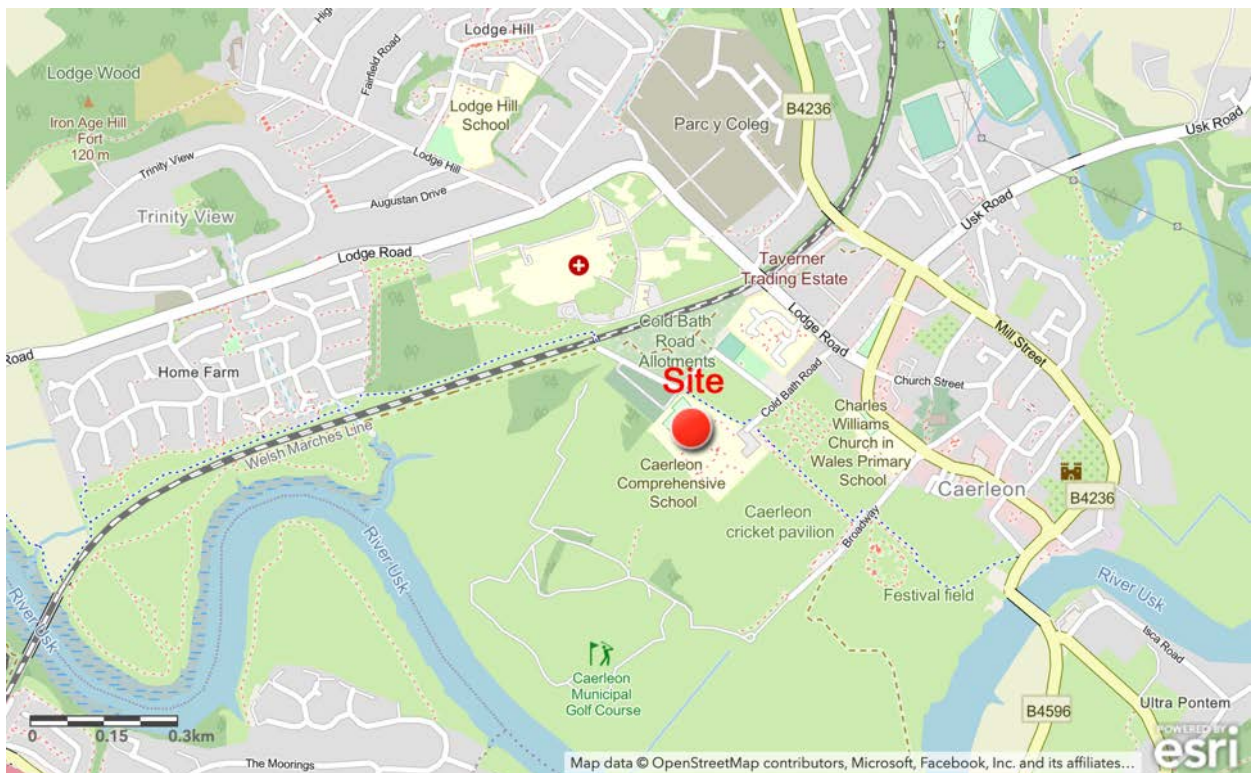 High
Fairfield Road
Lodge Hill
Lodge Wood
Iron Age Hill
Fort
120 m
Lodge Hill
School
Parc y Coleg
B4236
Usk Road
Trinity View
Lodge Hill
Augustan Drive
Trinity View
Usk Road
Lodge Road
Taverner
Trading Estate
Cold Bath
Road
Allotments
Lodge Road
Mill Street
Road
Home Farm
Site
Church Street
Cold Bath Road
Welsh Marches Line
Charles
Williams
Church in
Wales Primary
School
Caerleon
Comprehensive
School
Caerleon
B4236
Caerleon
cricket pavilion
Broadway
River Usk
River Usk
Festival field
River Usk
Isca Road
Caerleon
Municipal
Golf Course
Ultra Pontem
B4596
0 0.15 0.3km
The Moorings
Map data © OpenStreetMap contributors, Microsoft, Facebook, Inc. and its affiliates...
POWERED BY
esri